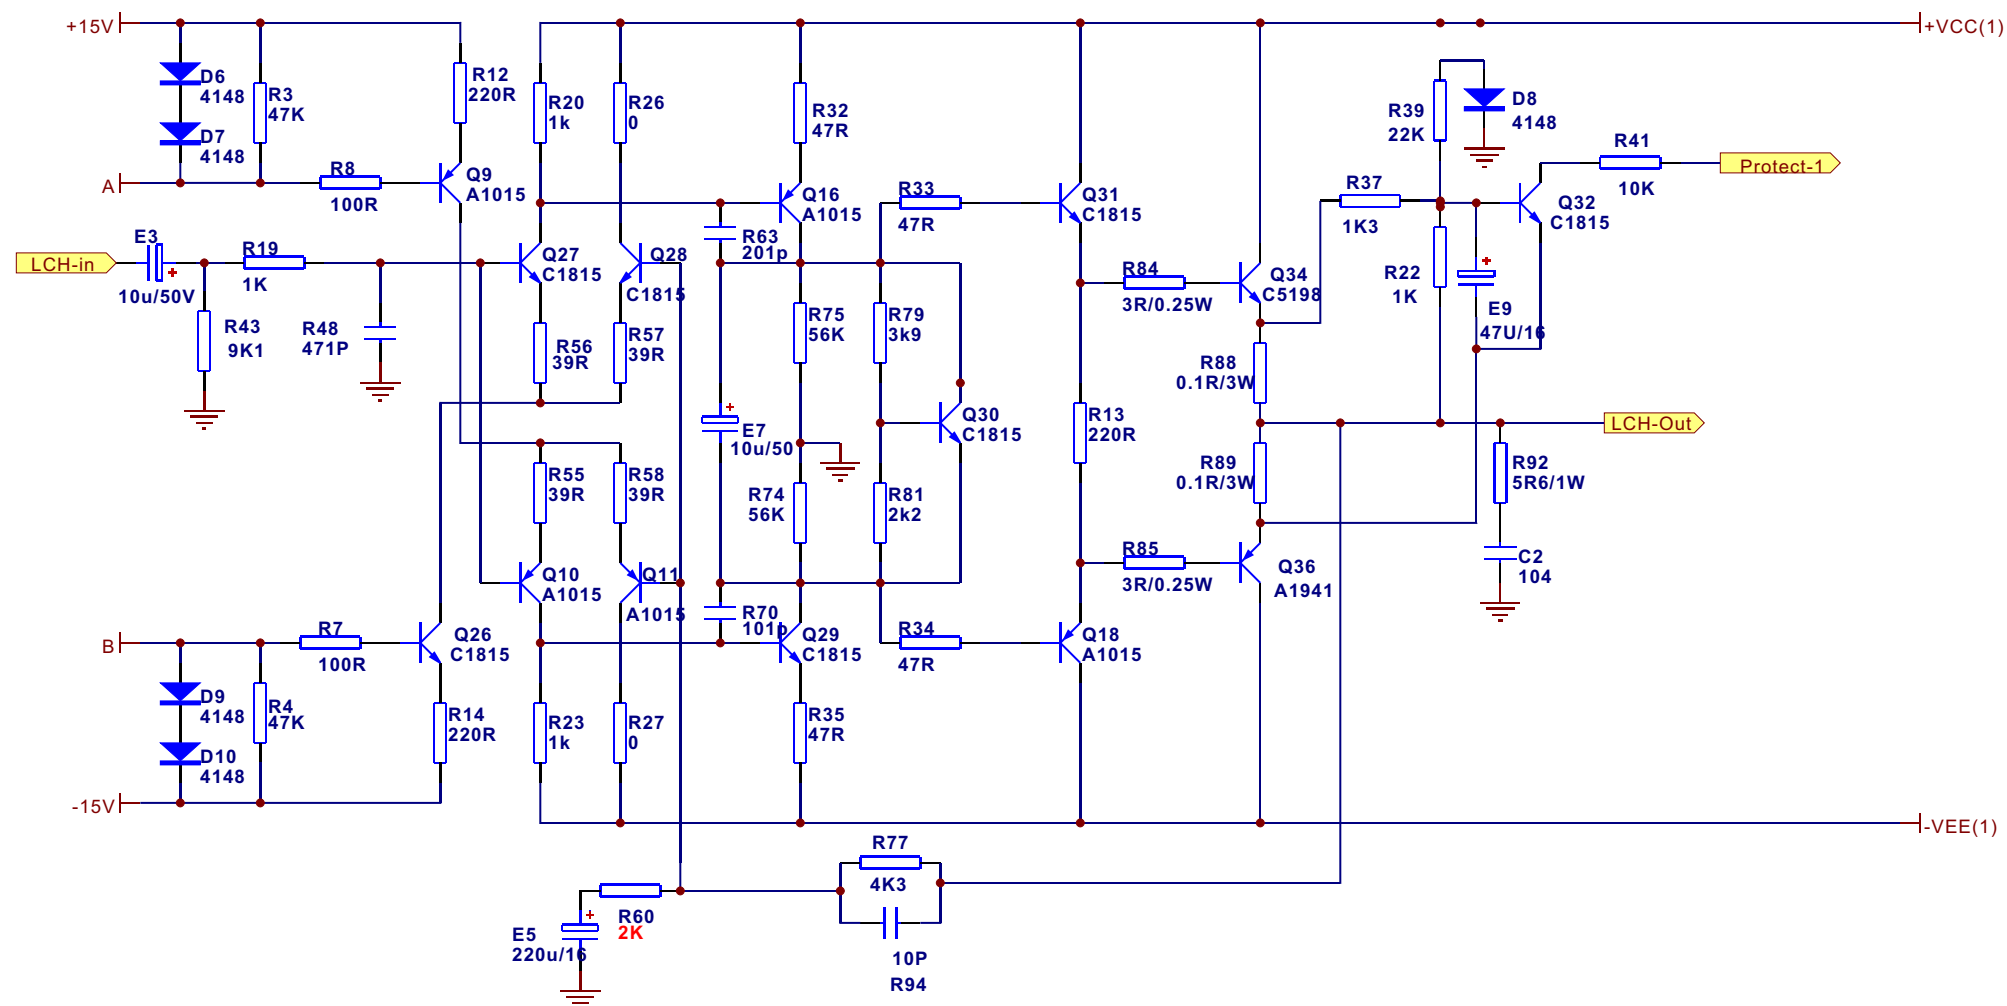 +15V
+VCC(1)
D6
4148
R3
47K
R12
220R
R20
1k
R26
0
R32
47R
R39
22K
D8
4148
D7
4148
R41
10K
Protect-1
A
R8
100R
Q9
A1015
Q16
A1015
R33
47R
Q31
C1815
R37
1K3
Q32
C1815
E3
10u/50V
LCH-in
R19
1K
Q27
C1815
Q28
C1815
R63
201p
R84
3R/0.25W
Q34
C5198
R22
1K
E9
47U/16
R43
9K1
R48
471P
R56
39R
R57
39R
R75
56K
R79
3k9
R88
0.1R/3W
E7
10u/50
Q30
C1815
R13
220R
LCH-Out
R55
39R
R58
39R
R74
56K
R81
2k2
R89
0.1R/3W
R92
5R6/1W
Q10
A1015
Q11
A1015
R85
3R/0.25W
Q36
A1941
C2
104
R70
101p
B
R7
100R
Q26
C1815
Q29
C1815
R34
47R
Q18
A1015
D9
4148
R4
47K
R14
220R
R23
1k
R27
0
R35
47R
D10
4148
-15V
-VEE(1)
R77
4K3
R60
2K
E5
220u/16
10P
R94